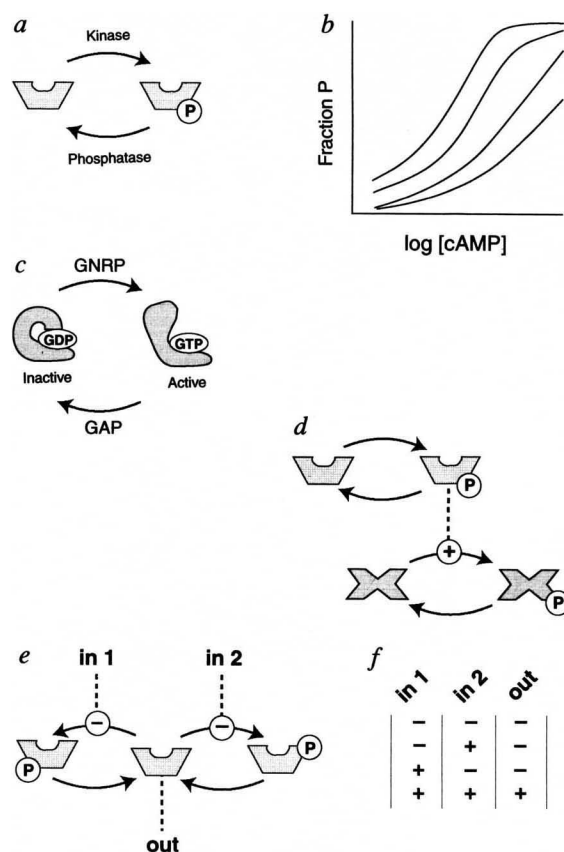 a
Kinase
P
Phosphatase
b
Fraction P
log [cAMP]
c
GNRP
GDP
GTP
Inactive
Active
GAP
d
P
+
P
e
in 1
in 2
−
−
P
P
out
f
in 1 in 2 out
− − −
− + −
+ − −
+ + +